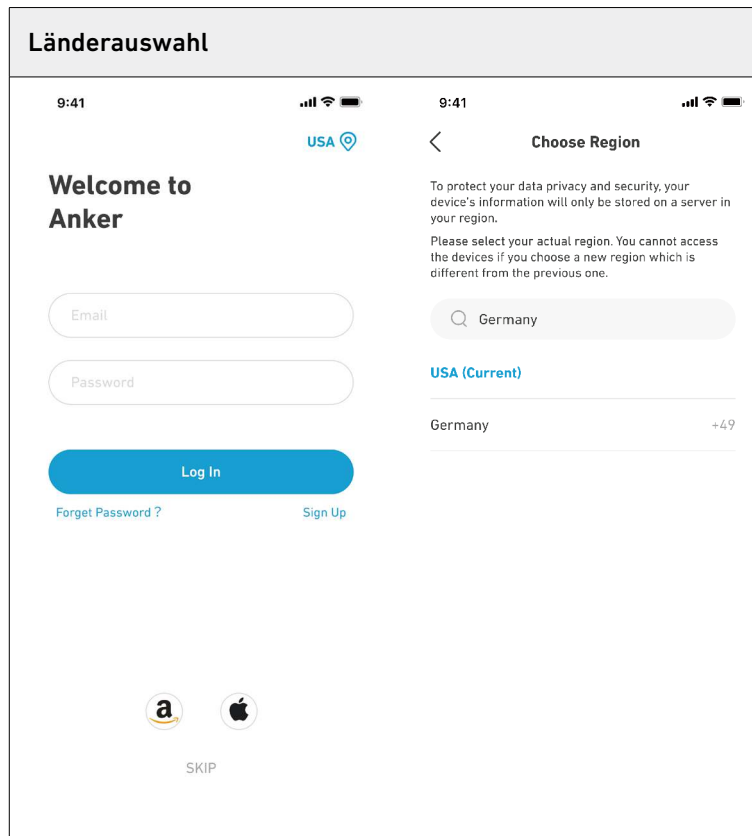 Länderauswahl
9:41
USA
Welcome to
Anker
Email
Password
Log In
Forget Password ?
Sign Up
a
SKIP
9:41
Choose Region
To protect your data privacy and security, your
device's information will only be stored on a server in
your region.
Please select your actual region. You cannot access
the devices if you choose a new region which is
different from the previous one.
Germany
USA (Current)
Germany
+49